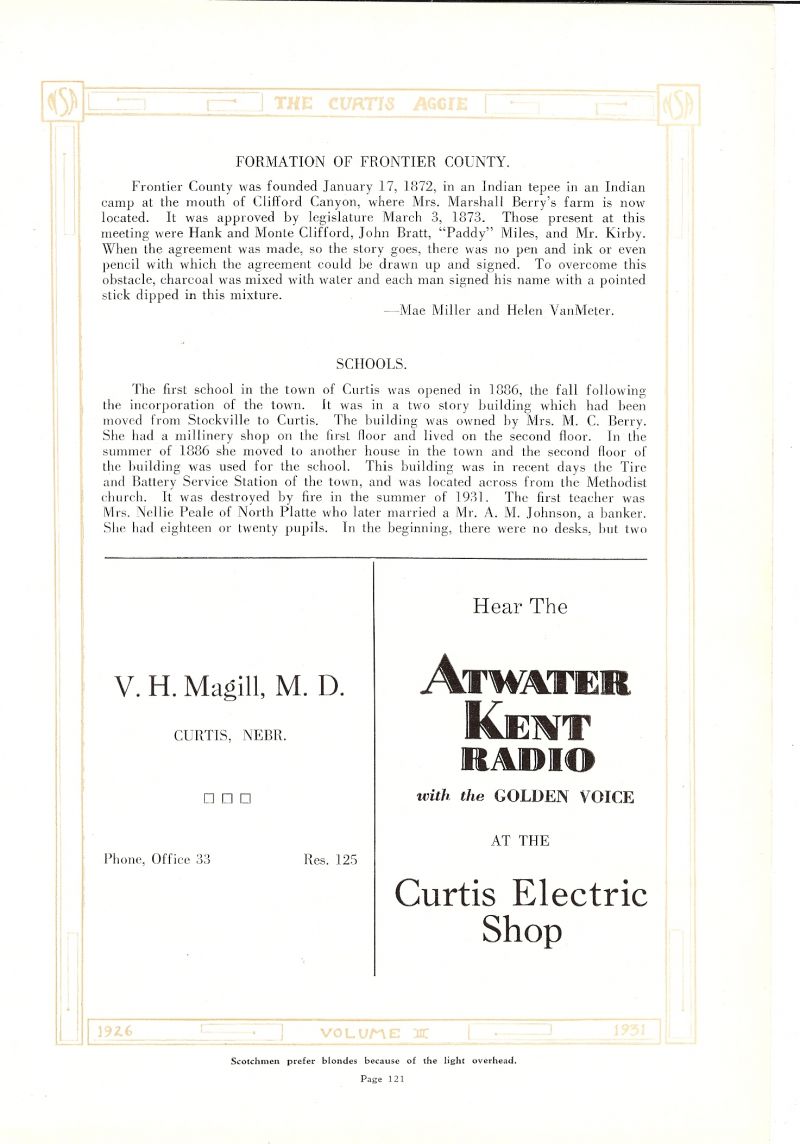 NSA THE CURTIS AGGIE NSA
FORMATION OF FRONTIER COUNTY.
Frontier County was founded January 17, 1872, in an Indian tepee in an Indian
camp at the mouth of Clifford Canyon, where Mrs. Marshall Berry's farm is now
located. It was approved by legislature March 3, 1873. Those present at this
meeting were Hank and Monte Clifford, John Bratt, "Paddy" Miles, and Mr. Kirby.
When the agreement was made, so the story goes, there was no pen and ink or even
pencil with which the agreement could be drawn up and signed. To overcome this
obstacle, charcoal was mixed with water and each man signed his name with a pointed
stick dipped in this mixture.
—Mae Miller and Helen VanMeter.
SCHOOLS.
The first school in the town of Curtis was opened in 1886, the fall following
the incorporation of the town. It was in a two story building which had been
moved from Stockville to Curtis. The building was owned by Mrs. M. C. Berry.
She had a millinery shop on the first floor and lived on the second floor. In the
summer of 1886 she moved to another house in the town and the second floor of
the building was used for the school. This building was in recent days the Tire
and Battery Service Station of the town, and was located across from the Methodist
church. It was destroyed by fire in the summer of 1931. The first teacher was
Mrs. Nellie Peale of North Platte who later married a Mr. A. M. Johnson, a banker.
She had eighteen or twenty pupils. In the beginning, there were no desks, but two
V. H. Magill, M. D.
CURTIS, NEBR.
Phone, Office 33 Res. 125
Hear The
ATWATER
KENT
RADIO
with the GOLDEN VOICE
AT THE
Curtis Electric
Shop
1926 VOLUME III 1931
Scotchmen prefer blondes because of the light overhead.
Page 121